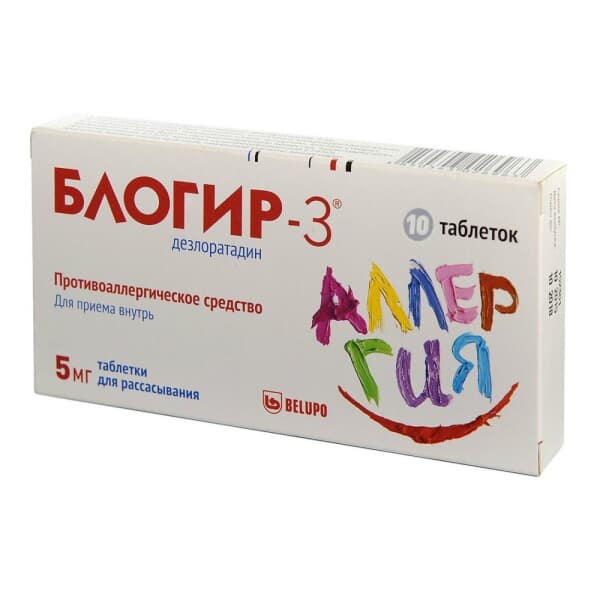 БЛОГИР-3®
дезлоратадин
10 таблеток
Противоаллергическое средство
Для приема внутрь
АЛЛЕР
ГИЯ
5 мг
таблетки
для рассасывания
BELUPO